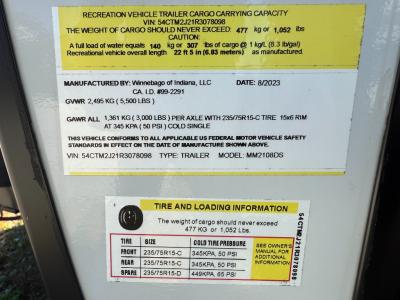 RECREATION VEHICLE TRAILER CARGO CARRYING CAPACITY
VIN: 54CTM2J21R3078098
THE WEIGHT OF CARGO SHOULD NEVER EXCEED 477 KG or 1,052 lbs
CAUTION:
A full load of water equals 140 kg or 307 lbs of cargo @ 1 kg/L (8.3 lb/gal)
Recreational vehicle overall length 22 ft 5 in (6.83 meters) as manufactured.
MANUFACTURED BY: Winnebago of Indiana, LLC DATE: 8/2023
CA. I.D. #99-2291
GVWR 2,495 KG ( 5,500 LBS )
GAWR ALL 1,361 KG ( 3,000 LBS ) PER AXLE WITH 235/75R15-C TIRE 15x6 RIM
AT 345 KPA ( 50 PSI ) COLD SINGLE
THIS VEHICLE CONFORMS TO ALL APPLICABLE US FEDERAL MOTOR VEHICLE SAFETY
STANDARDS IN EFFECT ON THE DATE OF MANUFACTURE SHOWN ABOVE
VIN: 54CTM2J21R3078098 TYPE: TRAILER MODEL: MM2108DS
TIRE AND LOADING INFORMATION
The weight of cargo should never exceed
477 KG or 1,052 Lbs.
TIRE SIZE COLD TIRE PRESSURE
FRONT 235/75R15-C 345KPA, 50 PSI
REAR 235/75R15-C 345KPA, 50 PSI
SPARE 235/75R15-D 449KPA, 65 PSI
SEE OWNER'S
MANUAL FOR
ADDITIONAL
INFORMATION
54CTM2J21R3078098